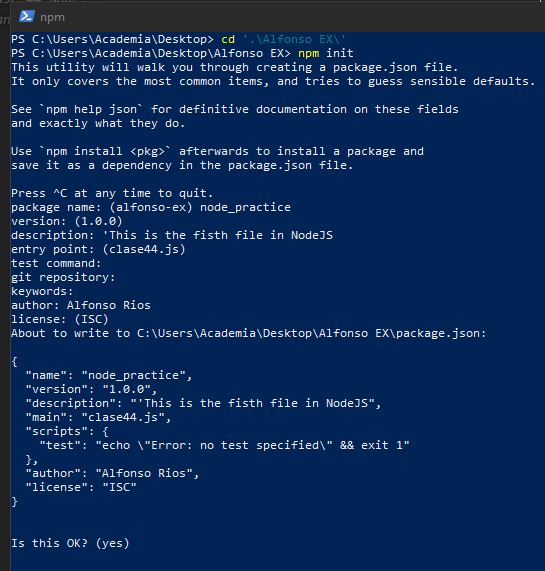 npm
PS C:\Users\Academia\Desktop> cd '.\Alfonso EX\'
PS C:\Users\Academia\Desktop\Alfonso EX> npm init
This utility will walk you through creating a package.json file.
It only covers the most common items, and tries to guess sensible defaults.

See `npm help json` for definitive documentation on these fields
and exactly what they do.

Use `npm install <pkg>` afterwards to install a package and
save it as a dependency in the package.json file.

Press ^C at any time to quit.
package name: (alfonso-ex) node_practice
version: (1.0.0)
description: 'This is the fisth file in NodeJS
entry point: (clase44.js)
test command:
git repository:
keywords:
author: Alfonso Rios
license: (ISC)
About to write to C:\Users\Academia\Desktop\Alfonso EX\package.json:

{
  "name": "node_practice",
  "version": "1.0.0",
  "description": "'This is the fisth file in NodeJS",
  "main": "clase44.js",
  "scripts": {
    "test": "echo \"Error: no test specified\" && exit 1"
  },
  "author": "Alfonso Rios",
  "license": "ISC"
}


Is this OK? (yes)